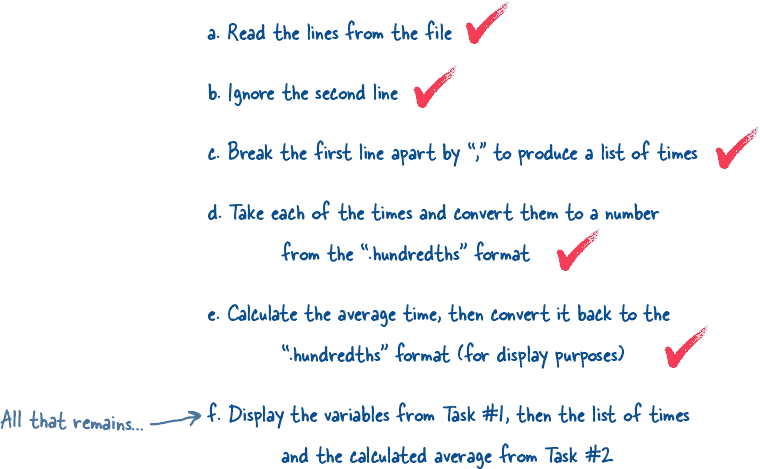 a. Read the lines from the file
b. Ignore the second line
c. Break the first line apart by “,” to produce a list of times
d. Take each of the times and convert them to a number
from the “.hundredths” format
e. Calculate the average time, then convert it back to the
“.hundredths” format (for display purposes)
All that remains...
f. Display the variables from Task #1, then the list of times
and the calculated average from Task #2